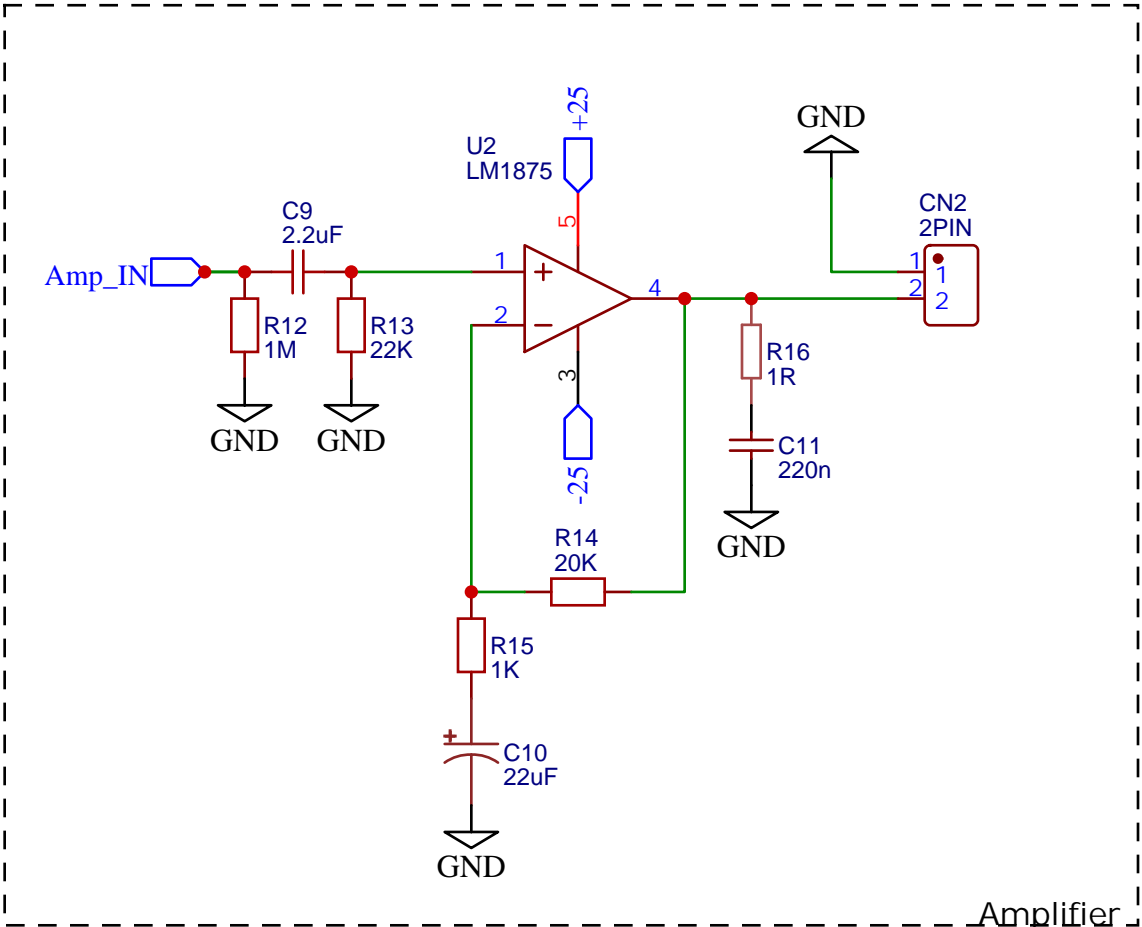 +25
GND
U2
LM1875
5
CN2
2PIN
C9
2.2uF
Amp_IN
1
+
4
1
1
2
2
2
−
R12
1M
R13
22K
R16
1R
3
GND
GND
-25
C11
220n
GND
R14
20K
R15
1K
+
C10
22uF
GND
Amplifier